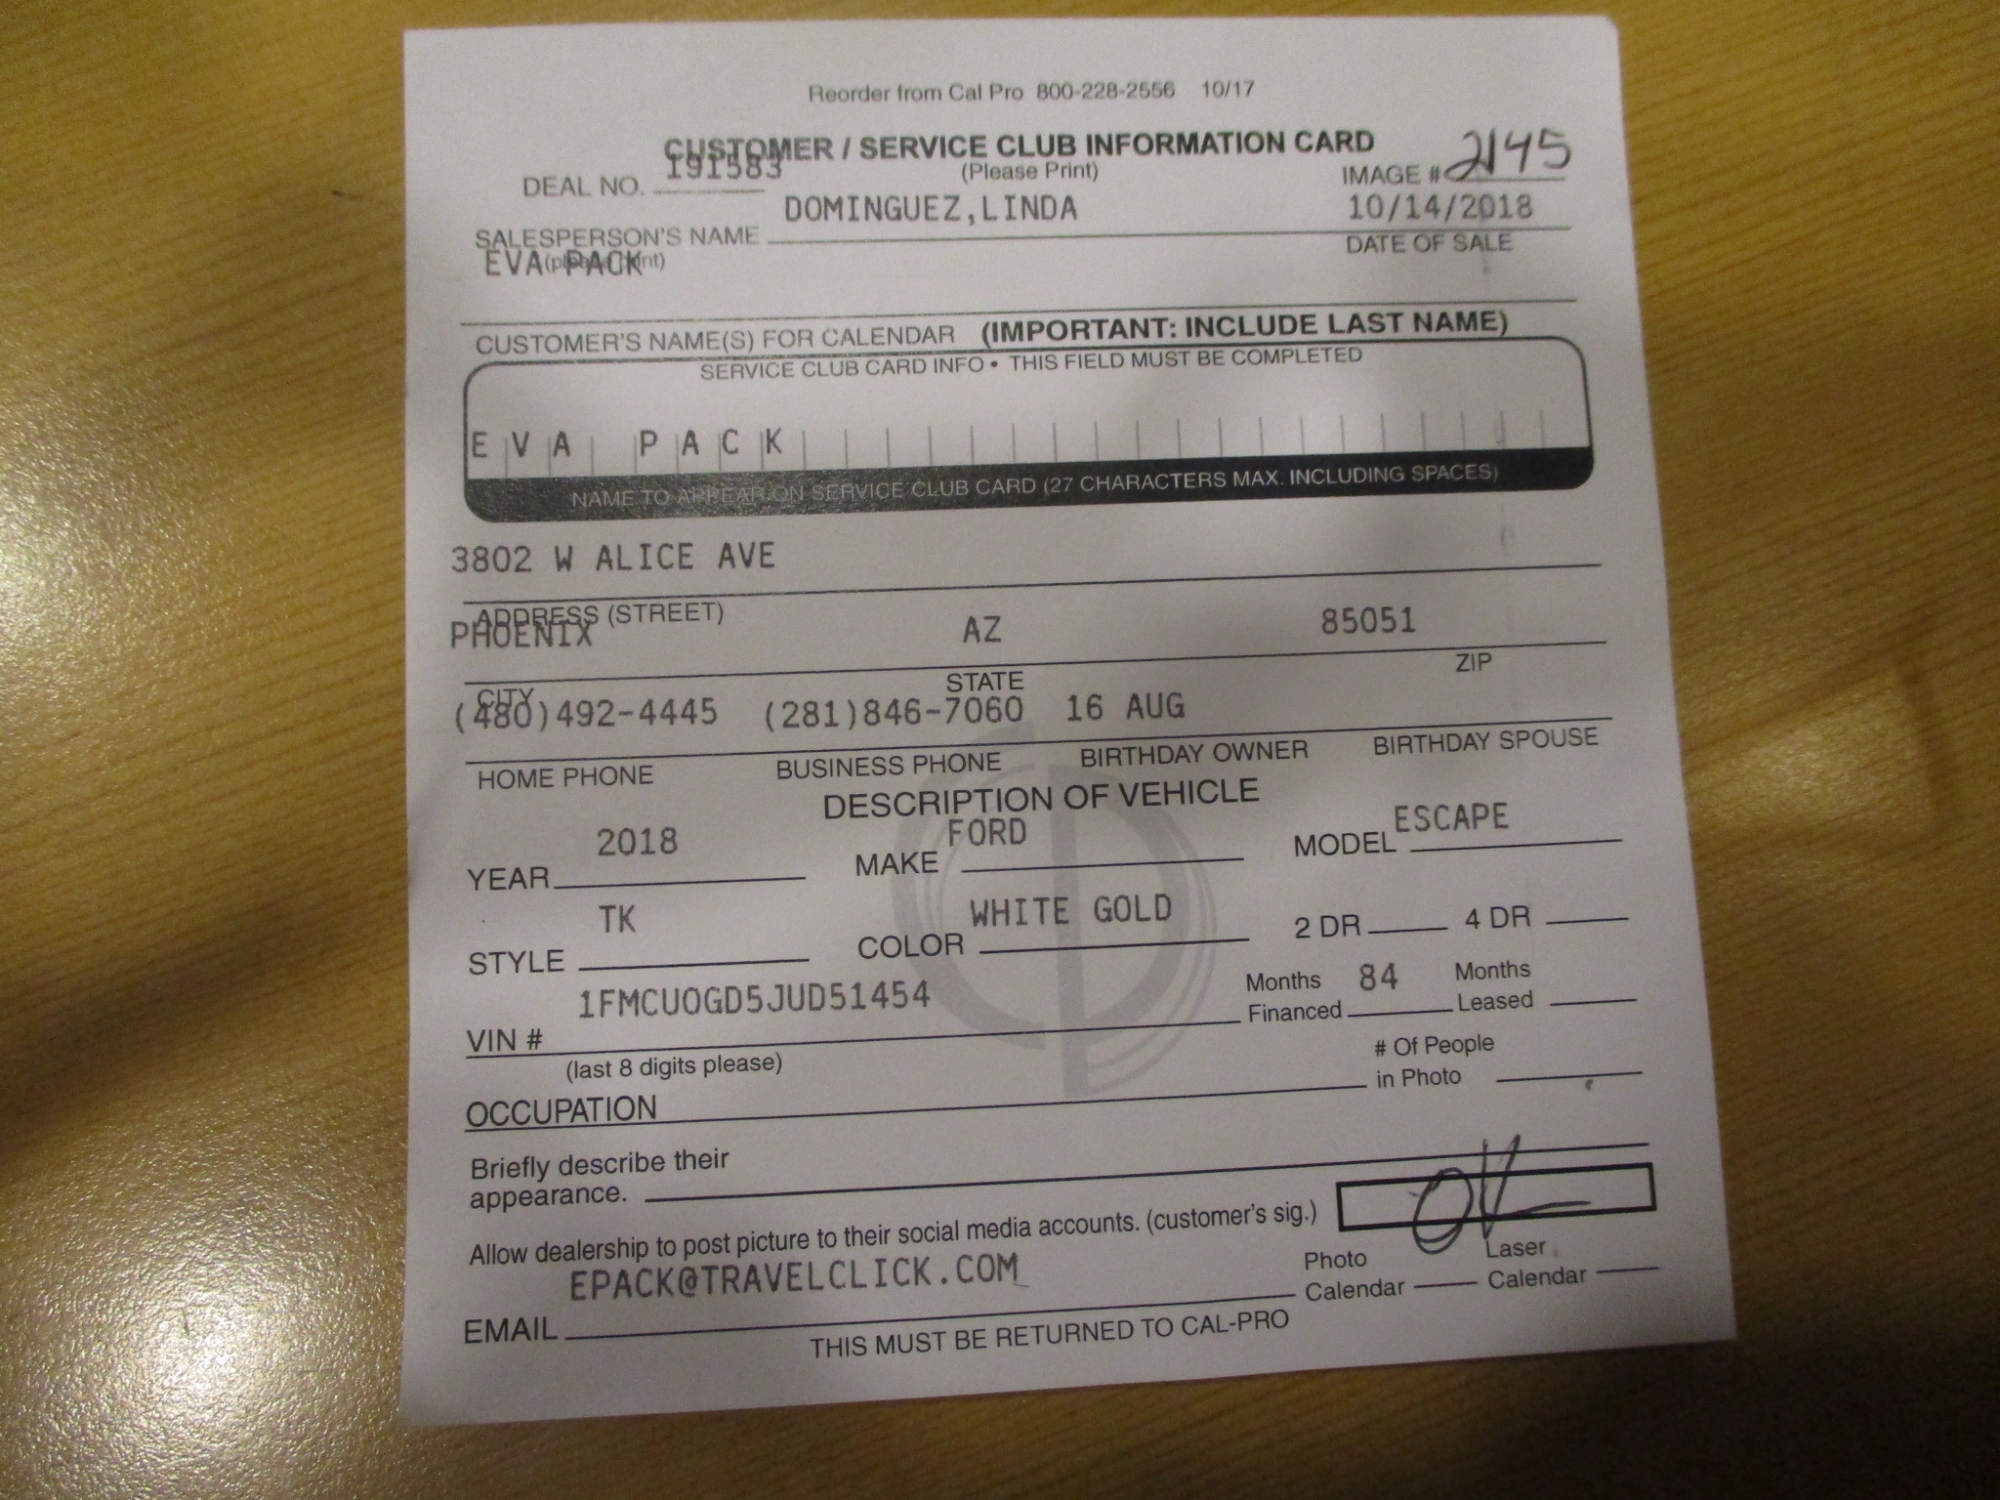 Reorder from Cal Pro 800-228-2556 10/17
CUSTOMER / SERVICE CLUB INFORMATION CARD
(Please Print)
DEAL NO. 191583
IMAGE # 2145
SALESPERSON'S NAME DOMINGUEZ,LINDA
10/14/2018
DATE OF SALE
(please print)
EVA PACK
CUSTOMER'S NAME(S) FOR CALENDAR (IMPORTANT: INCLUDE LAST NAME)
SERVICE CLUB CARD INFO • THIS FIELD MUST BE COMPLETED
EVA PACK
NAME TO APPEAR ON SERVICE CLUB CARD (27 CHARACTERS MAX. INCLUDING SPACES)
3802 W ALICE AVE
ADDRESS (STREET)
PHOENIX AZ 85051
CITY STATE ZIP
(480)492-4445 (281)846-7060 16 AUG
HOME PHONE BUSINESS PHONE BIRTHDAY OWNER BIRTHDAY SPOUSE
DESCRIPTION OF VEHICLE
YEAR 2018 MAKE FORD MODEL ESCAPE
STYLE TK COLOR WHITE GOLD 2 DR 4 DR
VIN # 1FMCU0GD5JUD51454 Months Financed 84 Months Leased
(last 8 digits please)
# Of People in Photo
OCCUPATION
Briefly describe their
appearance.
Allow dealership to post picture to their social media accounts. (customer's sig.) OK
EMAIL EPACK@TRAVELCLICK.COM
Photo Calendar Laser Calendar
THIS MUST BE RETURNED TO CAL-PRO